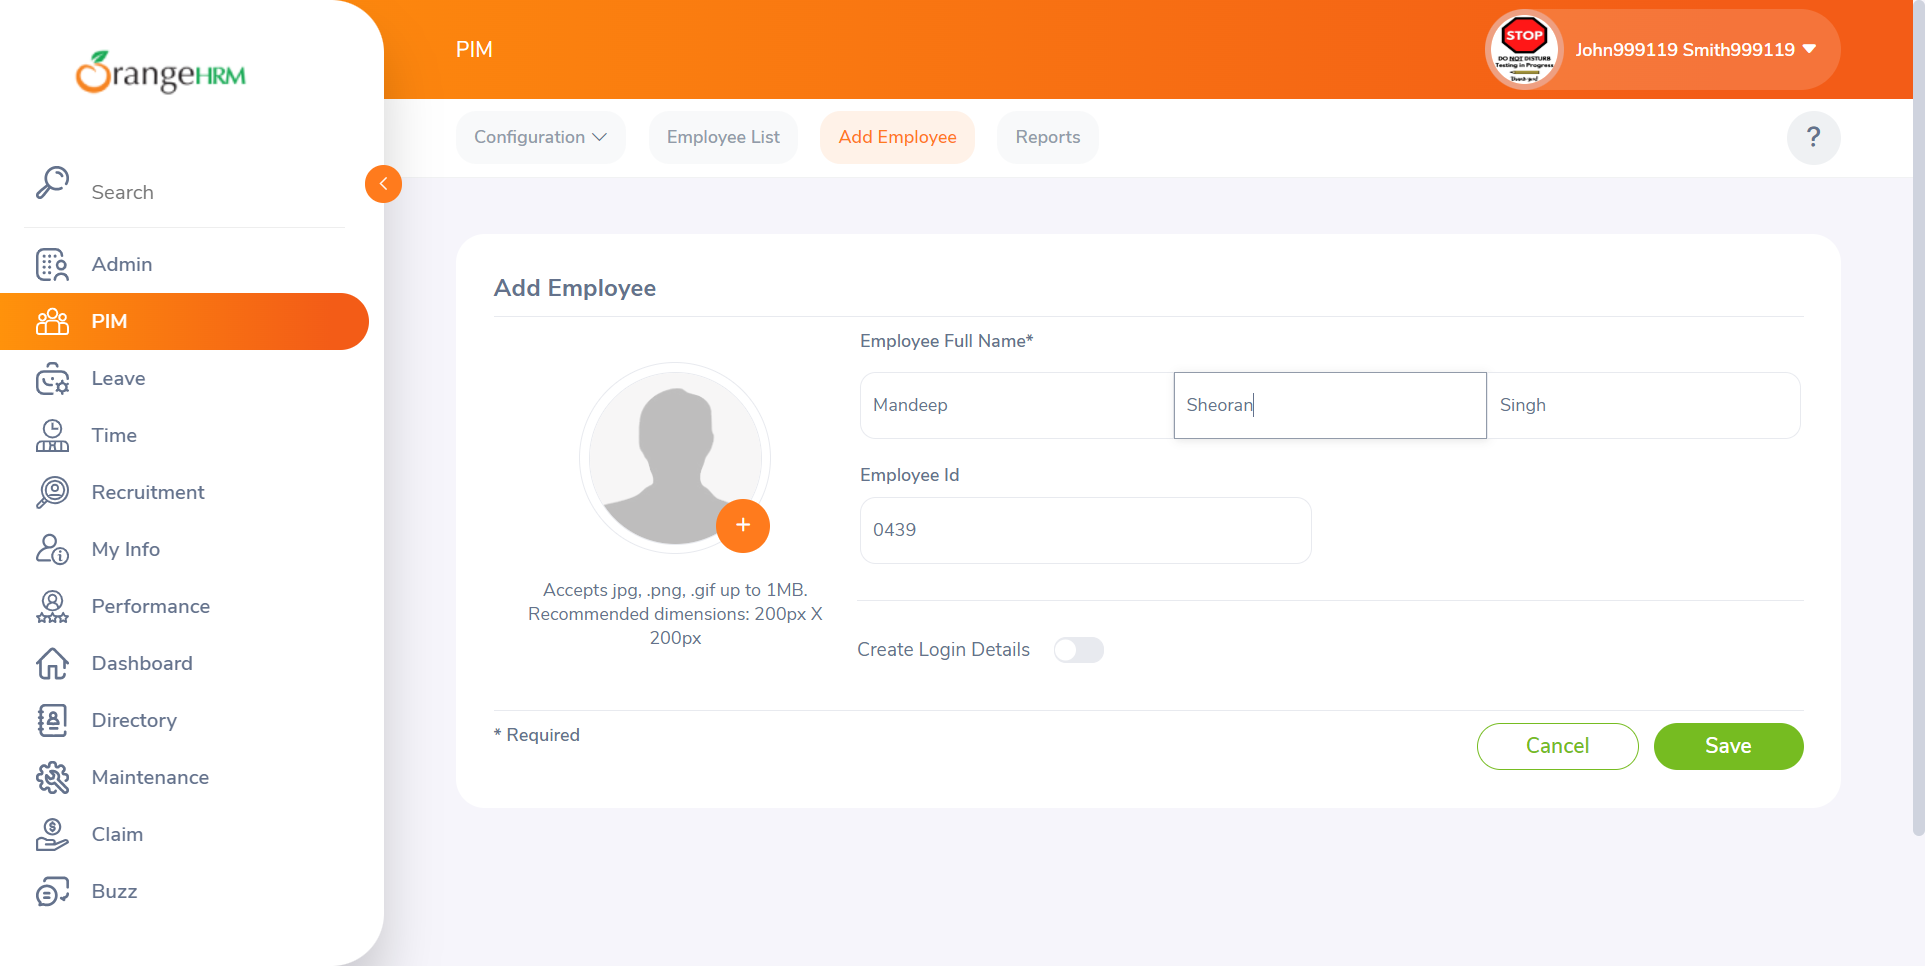 OrangeHRM
Search
Admin
PIM
Leave
Time
Recruitment
My Info
Performance
Dashboard
Directory
Maintenance
Claim
Buzz
PIM
STOP
DO NOT DISTURB
Testing in Progress
Thank you!
John999119 Smith999119
Configuration
Employee List
Add Employee
Reports
?
Add Employee
Accepts jpg, .png, .gif up to 1MB.
Recommended dimensions: 200px X
200px
Employee Full Name*
Mandeep
Sheoran
Singh
Employee Id
0439
Create Login Details
* Required
Cancel
Save